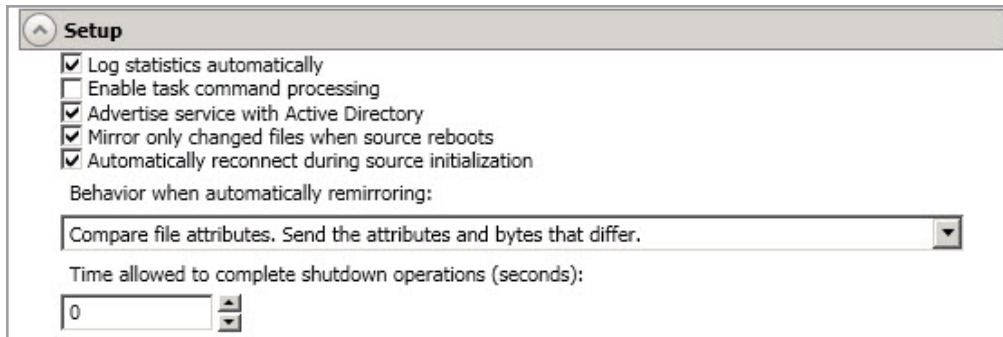 Setup
Log statistics automatically
Enable task command processing
Advertise service with Active Directory
Mirror only changed files when source reboots
Automatically reconnect during source initialization
Behavior when automatically remirroring:
Compare file attributes. Send the attributes and bytes that differ.
Time allowed to complete shutdown operations (seconds):
0